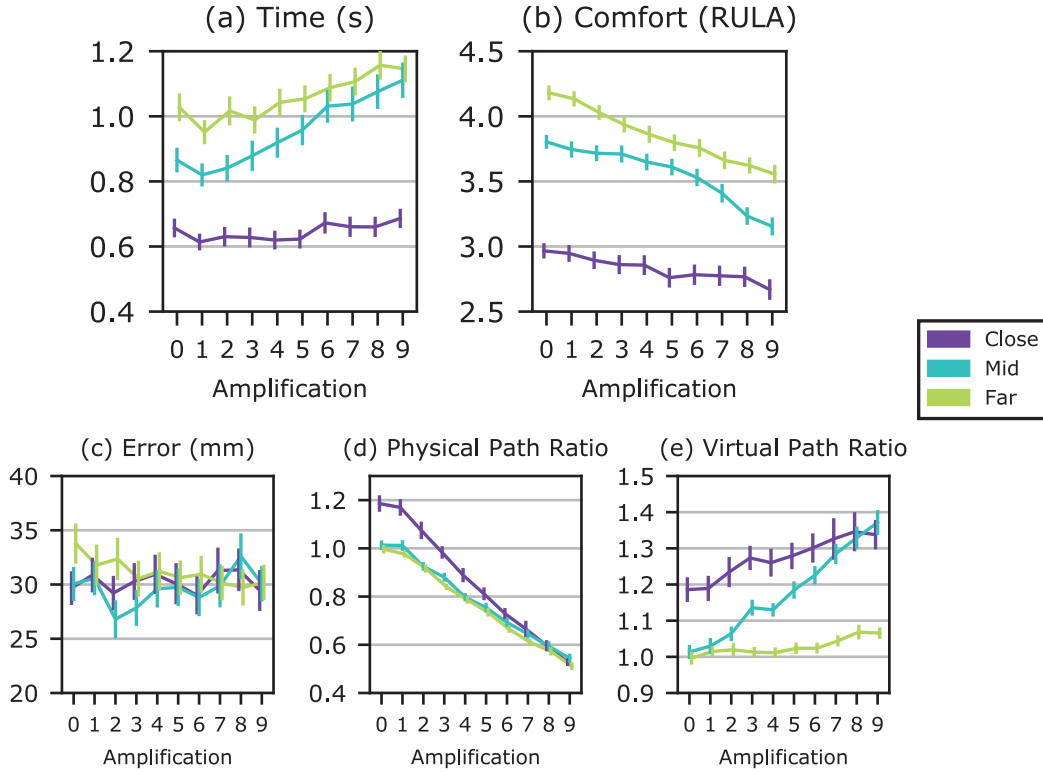 (a) Time (s)
1.2
1.0
0.8
0.6
0.4
0 1 2 3 4 5 6 7 8 9
Amplification
(b) Comfort (RULA)
4.5
4.0
3.5
3.0
2.5
0 1 2 3 4 5 6 7 8 9
Amplification
Close
Mid
Far
(c) Error (mm)
40
35
30
25
20
0 1 2 3 4 5 6 7 8 9
Amplification
(d) Physical Path Ratio
1.2
1.0
0.8
0.6
0.4
0 1 2 3 4 5 6 7 8 9
Amplification
(e) Virtual Path Ratio
1.5
1.4
1.3
1.2
1.1
1.0
0.9
0 1 2 3 4 5 6 7 8 9
Amplification